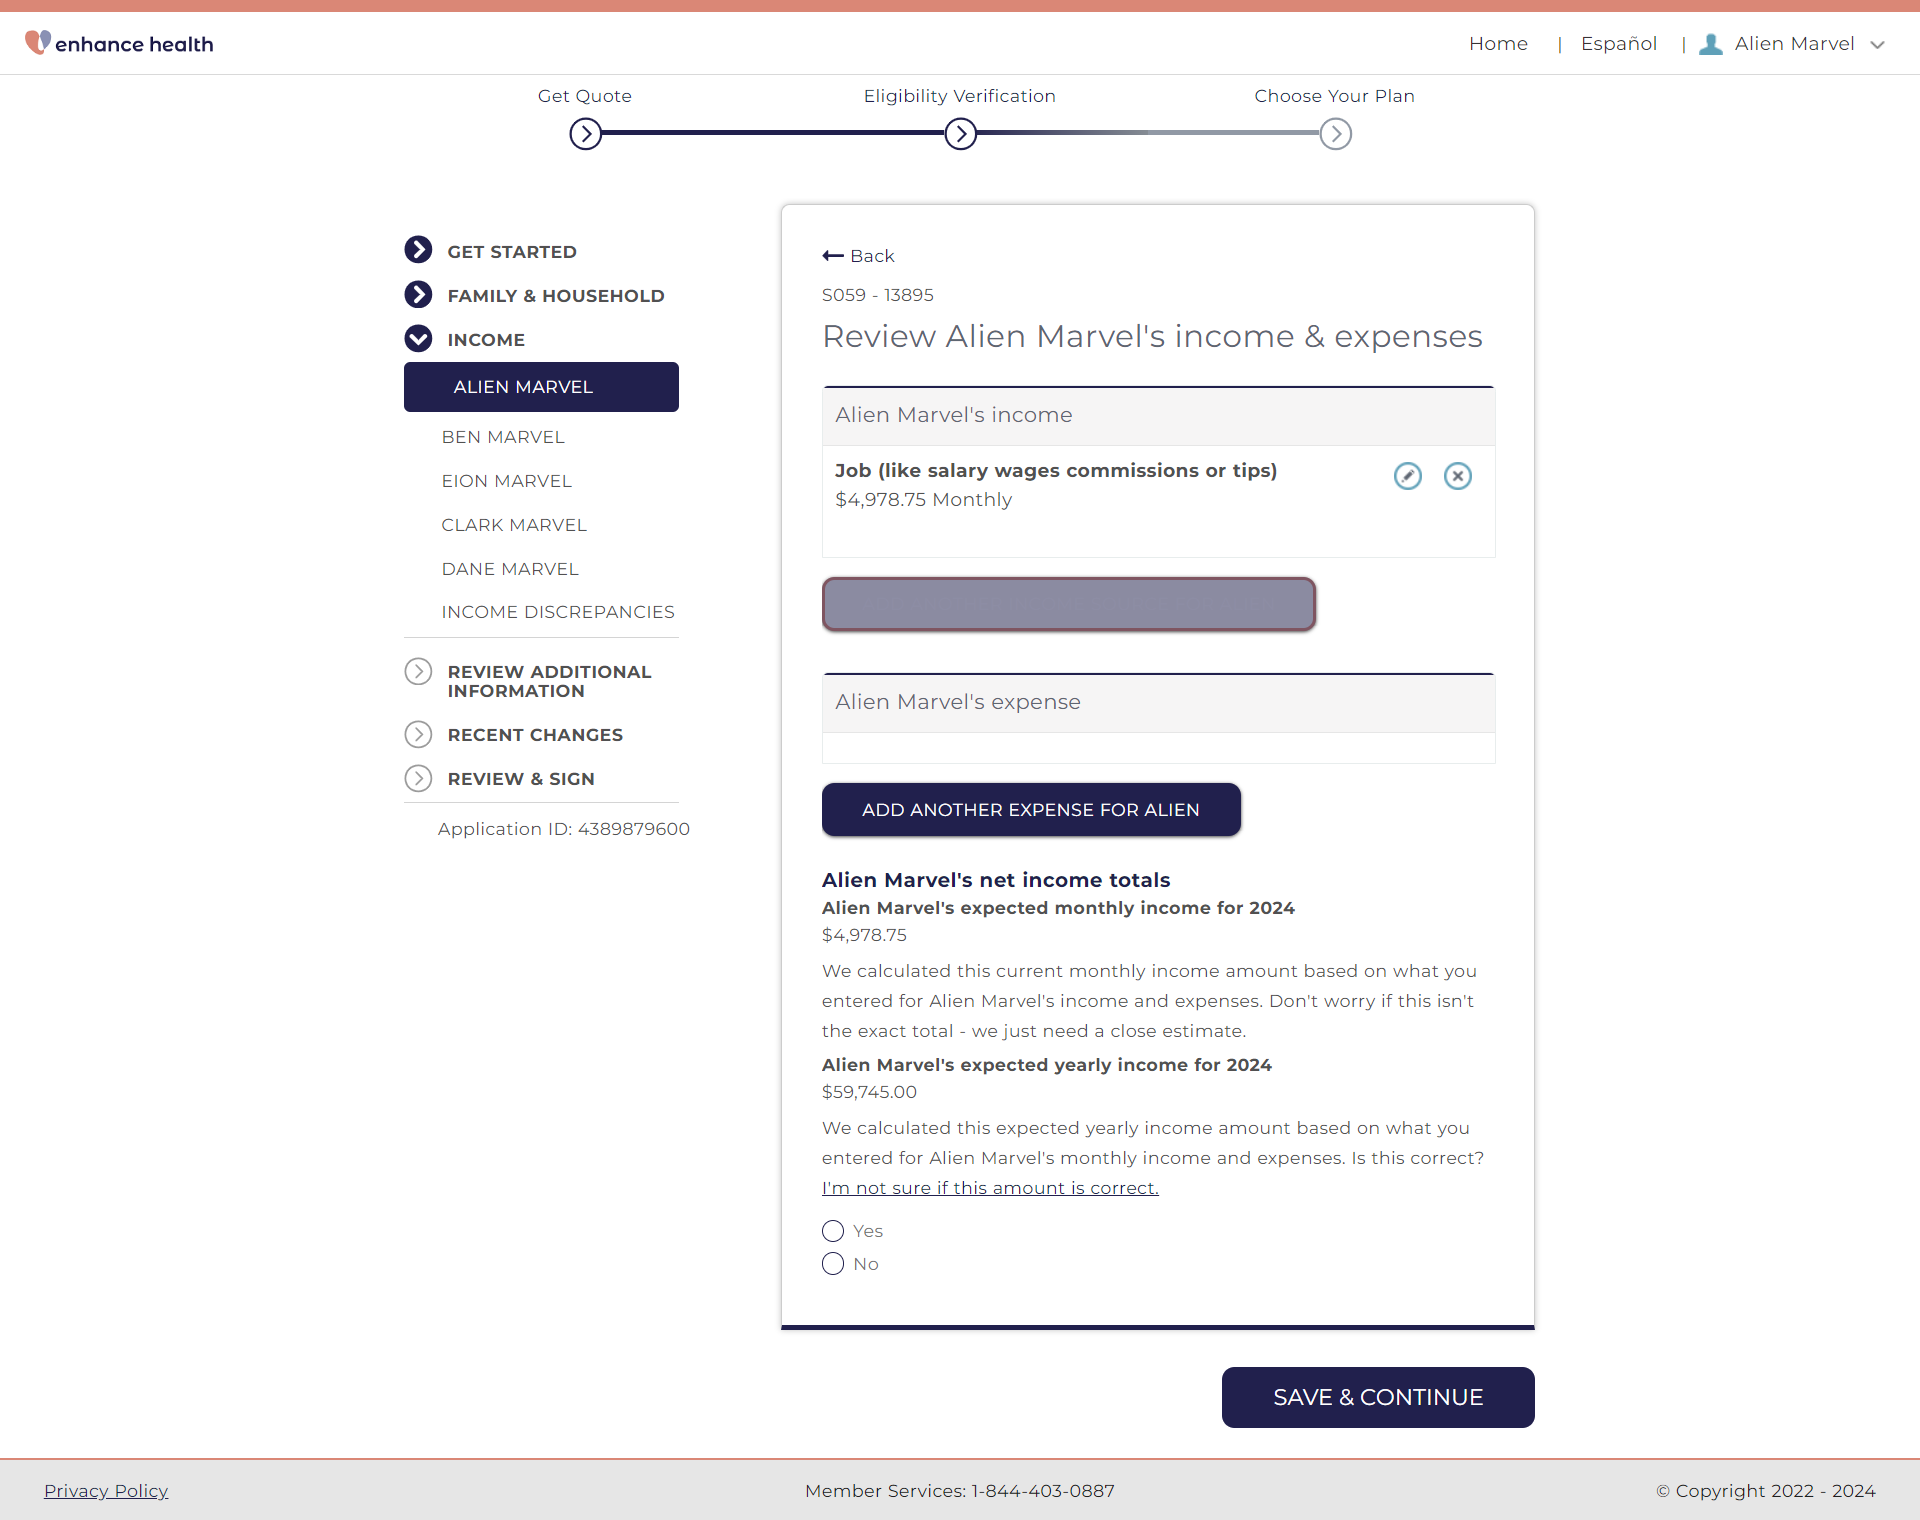 enhance health
Home | Español | Alien Marvel
Get Quote
Eligibility Verification
Choose Your Plan
GET STARTED
FAMILY & HOUSEHOLD
INCOME
ALIEN MARVEL
BEN MARVEL
EION MARVEL
CLARK MARVEL
DANE MARVEL
INCOME DISCREPANCIES
REVIEW ADDITIONAL
INFORMATION
RECENT CHANGES
REVIEW & SIGN
Application ID: 4389879600
Back
S059 - 13895
Review Alien Marvel's income & expenses
Alien Marvel's income
Job (like salary wages commissions or tips)
$4,978.75 Monthly
Alien Marvel's expense
ADD ANOTHER EXPENSE FOR ALIEN
Alien Marvel's net income totals
Alien Marvel's expected monthly income for 2024
$4,978.75
We calculated this current monthly income amount based on what you
entered for Alien Marvel's income and expenses. Don't worry if this isn't
the exact total - we just need a close estimate.
Alien Marvel's expected yearly income for 2024
$59,745.00
We calculated this expected yearly income amount based on what you
entered for Alien Marvel's monthly income and expenses. Is this correct?
I'm not sure if this amount is correct.
Yes
No
SAVE & CONTINUE
Privacy Policy
Member Services: 1-844-403-0887
© Copyright 2022 - 2024